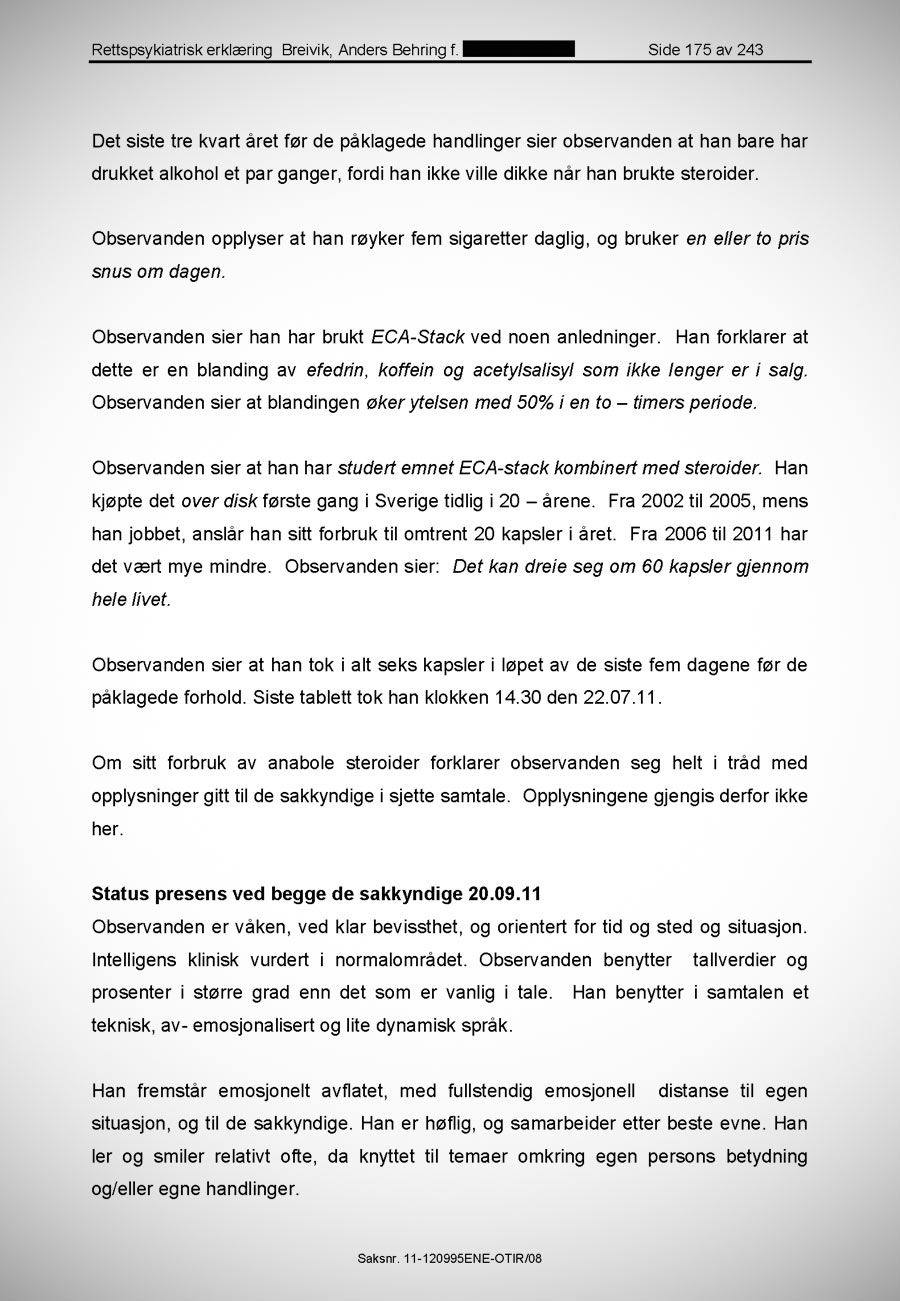 Rettspsykiatrisk erklæring  Breivik, Anders Behring f. Side 175 av 243
Det siste tre kvart året før de påklagede handlinger sier observanden at han bare har
drukket alkohol et par ganger, fordi han ikke ville dikke når han brukte steroider.
Observanden opplyser at han røyker fem sigaretter daglig, og bruker en eller to pris
snus om dagen.
Observanden sier han har brukt ECA-Stack ved noen anledninger.  Han forklarer at
dette er en blanding av efedrin, koffein og acetylsalisyl som ikke lenger er i salg.
Observanden sier at blandingen øker ytelsen med 50% i en to – timers periode.
Observanden sier at han har studert emnet ECA-stack kombinert med steroider.  Han
kjøpte det over disk første gang i Sverige tidlig i 20 – årene.  Fra 2002 til 2005, mens
han jobbet, anslår han sitt forbruk til omtrent 20 kapsler i året.  Fra 2006 til 2011 har
det vært mye mindre.  Observanden sier:  Det kan dreie seg om 60 kapsler gjennom
hele livet.
Observanden sier at han tok i alt seks kapsler i løpet av de siste fem dagene før de
påklagede forhold. Siste tablett tok han klokken 14.30 den 22.07.11.
Om sitt forbruk av anabole steroider forklarer observanden seg helt i tråd med
opplysninger gitt til de sakkyndige i sjette samtale.  Opplysningene gjengis derfor ikke
her.
Status presens ved begge de sakkyndige 20.09.11
Observanden er våken, ved klar bevissthet, og orientert for tid og sted og situasjon.
Intelligens klinisk vurdert i normalområdet. Observanden benytter  tallverdier og
prosenter i større grad enn det som er vanlig i tale.  Han benytter i samtalen et
teknisk, av- emosjonalisert og lite dynamisk språk.
Han fremstår emosjonelt avflatet, med fullstendig emosjonell  distanse til egen
situasjon, og til de sakkyndige. Han er høflig, og samarbeider etter beste evne. Han
ler og smiler relativt ofte, da knyttet til temaer omkring egen persons betydning
og/eller egne handlinger.
Saksnr. 11-120995ENE-OTIR/08